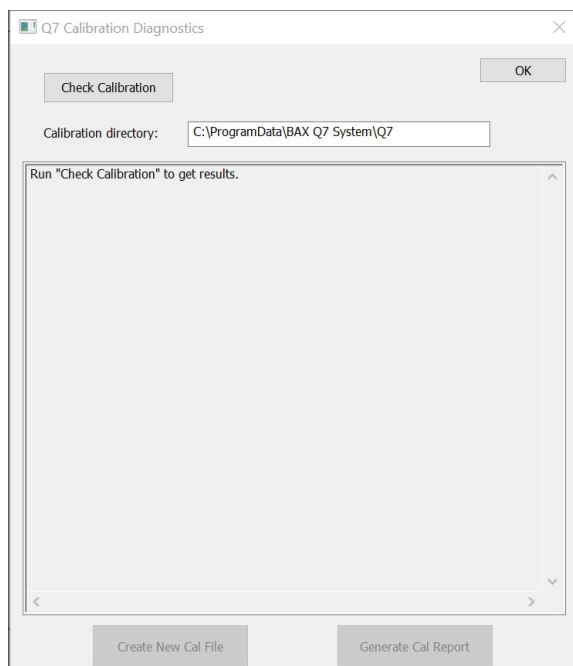 Q7 Calibration Diagnostics
OK
Check Calibration
Calibration directory: C:\ProgramData\BAX Q7 System\Q7
Run "Check Calibration" to get results.
Create New Cal File Generate Cal Report